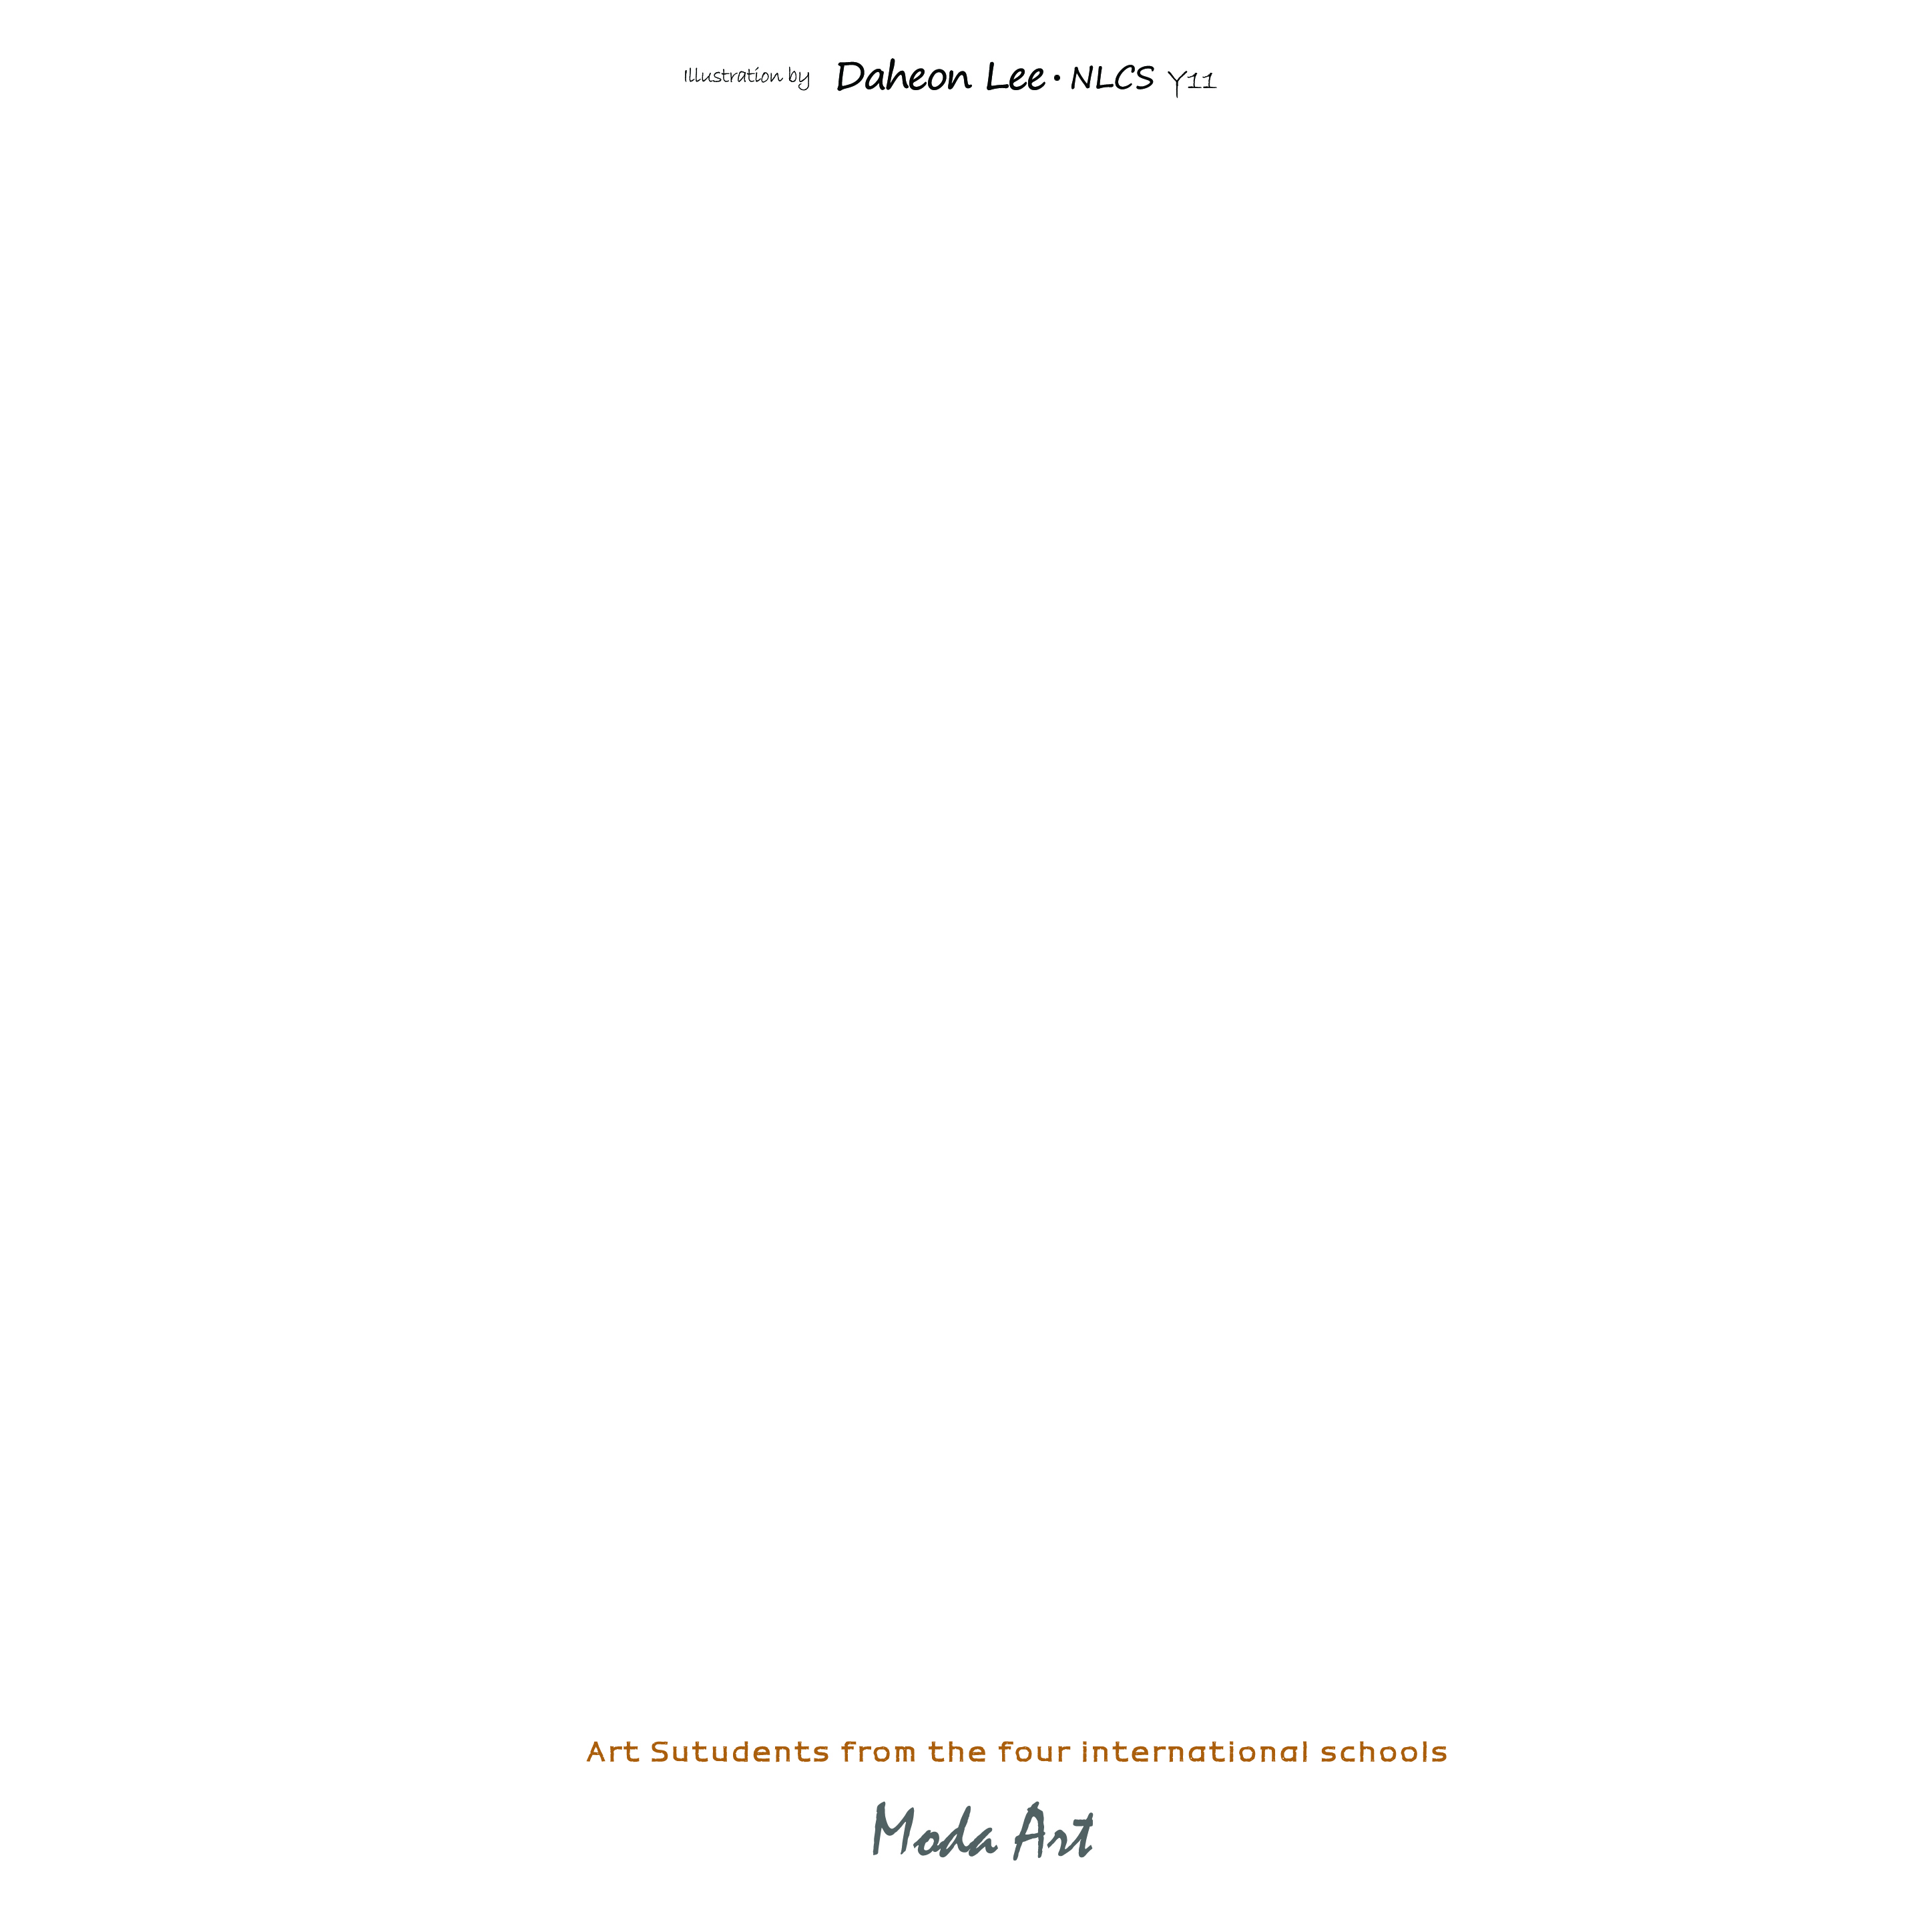 Illustration by Daheon Lee • NLCS Y11
Art Sutudents from the four international schools
Moda Art